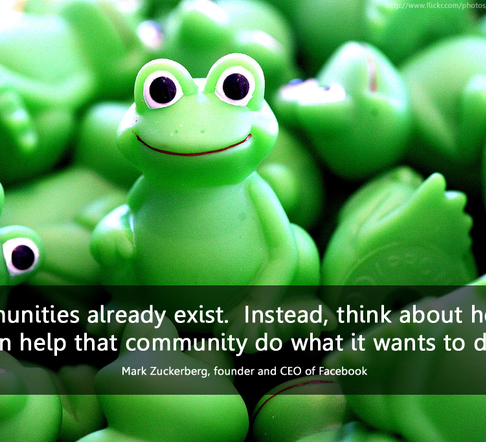 http://www.flickr.com/photos
munities already exist. Instead, think about h
n help that community do what it wants to d
Mark Zuckerberg, founder and CEO of Facebook